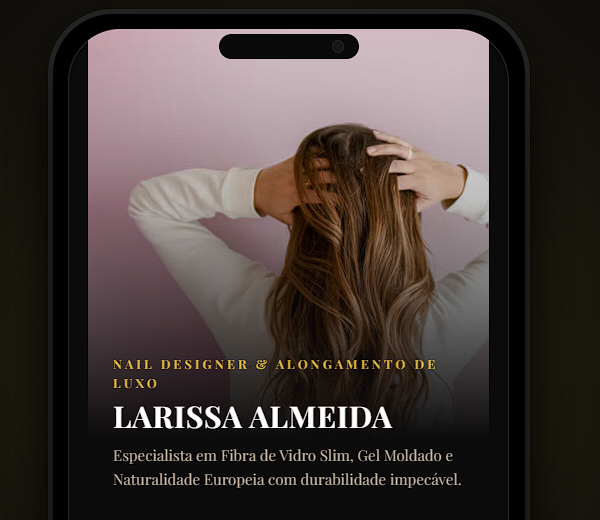 NAIL DESIGNER & ALONGAMENTO DE
LUXO
LARISSA ALMEIDA
Especialista em Fibra de Vidro Slim, Gel Moldado e
Naturalidade Europeia com durabilidade impecável.